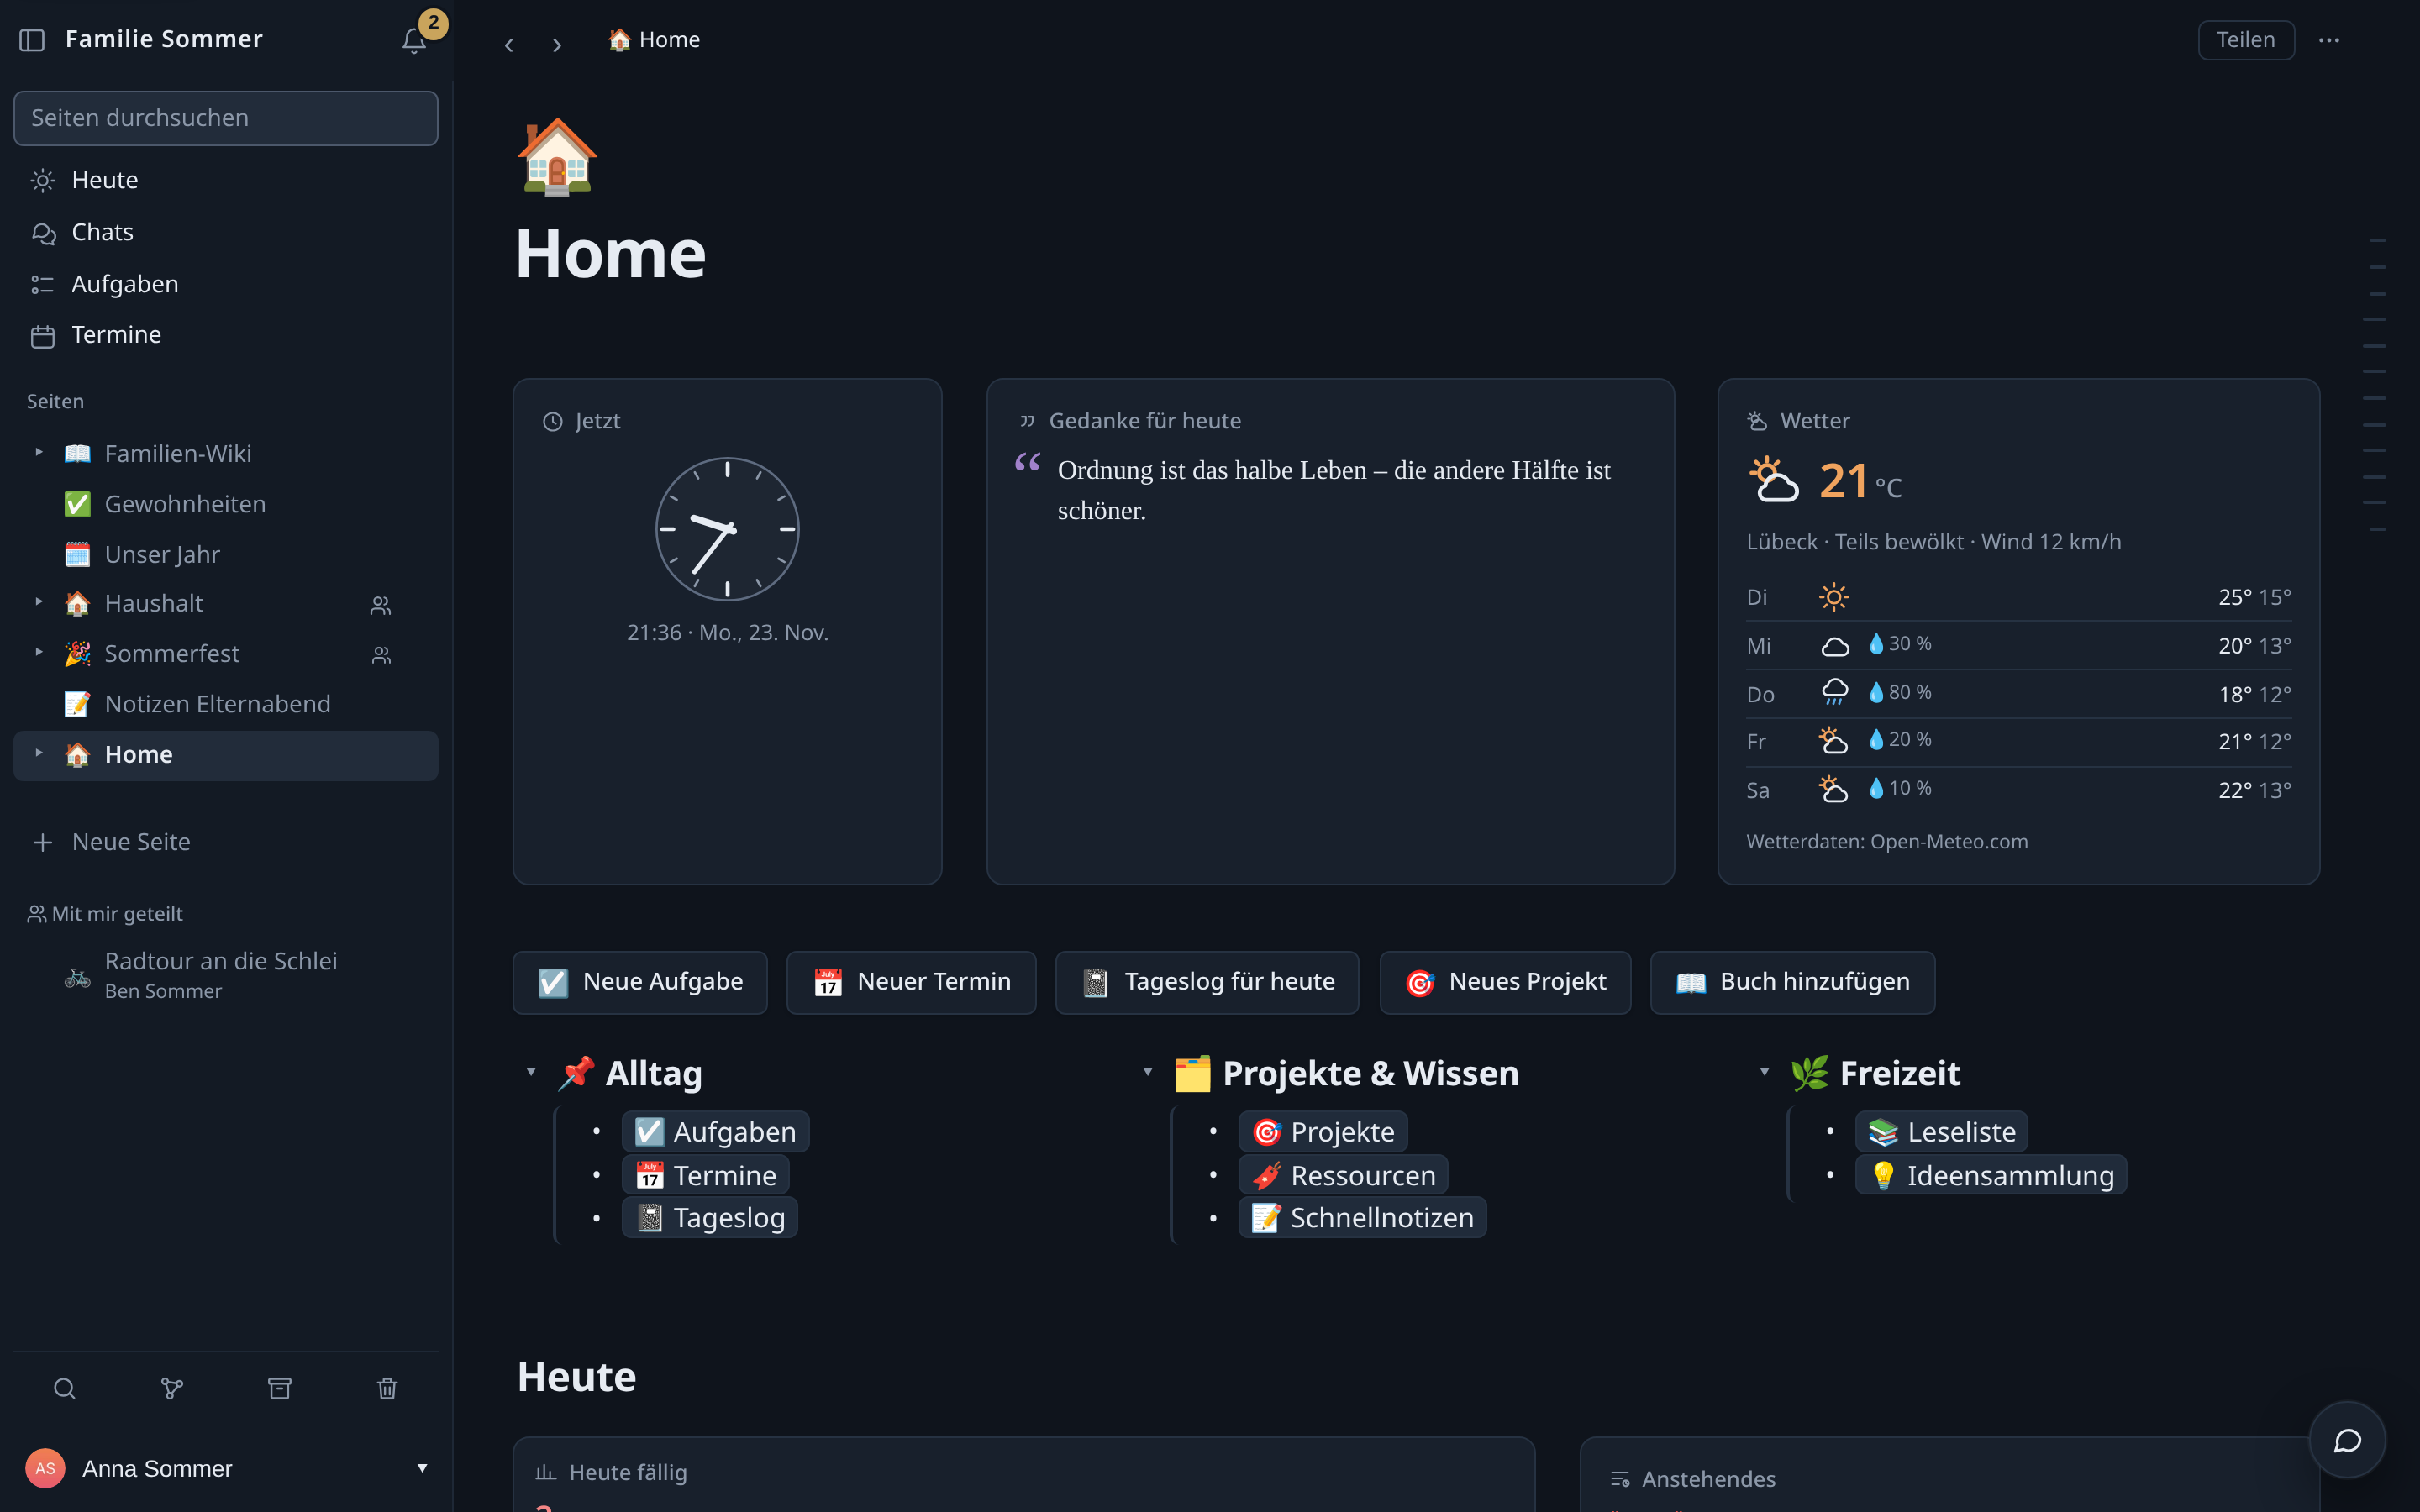 Familie Sommer
2
Seiten durchsuchen
Heute
Chats
Aufgaben
Termine
Seiten
Familien-Wiki
Gewohnheiten
Unser Jahr
Haushalt
Sommerfest
Notizen Elternabend
Home
Neue Seite
Mit mir geteilt
Radtour an die Schlei
Ben Sommer
AS Anna Sommer
Home
Teilen
Home
Jetzt
21:36 · Mo., 23. Nov.
Gedanke für heute
“ Ordnung ist das halbe Leben – die andere Hälfte ist
schöner.
Wetter
21 °C
Lübeck · Teils bewölkt · Wind 12 km/h
Di 25° 15°
Mi 30 % 20° 13°
Do 80 % 18° 12°
Fr 20 % 21° 12°
Sa 10 % 22° 13°
Wetterdaten: Open-Meteo.com
Neue Aufgabe
Neuer Termin
Tageslog für heute
Neues Projekt
Buch hinzufügen
Alltag
• Aufgaben
• Termine
• Tageslog
Projekte & Wissen
• Projekte
• Ressourcen
• Schnellnotizen
Freizeit
• Leseliste
• Ideensammlung
Heute
Heute fällig
Anstehendes